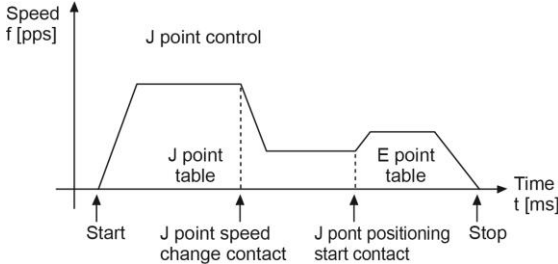 Speed
f [pps]
J point control
J point
table
E point
table
Time
t [ms]
Start
J point speed
change contact
J pont positioning
start contact
Stop